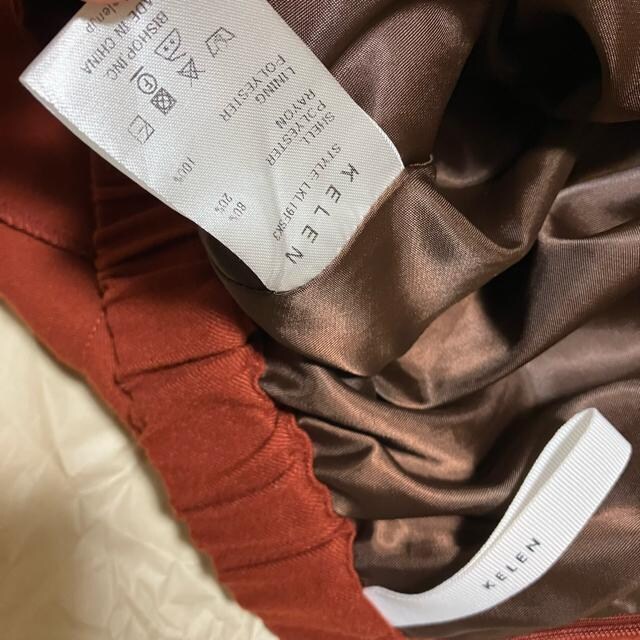 KELEN
STYLE: LKL19FSK3
SHELL
POLYESTER 80%
RAYON 20%
LINING
POLYESTER 100%
BISHOP INC
MADE IN CHINA
KELEN